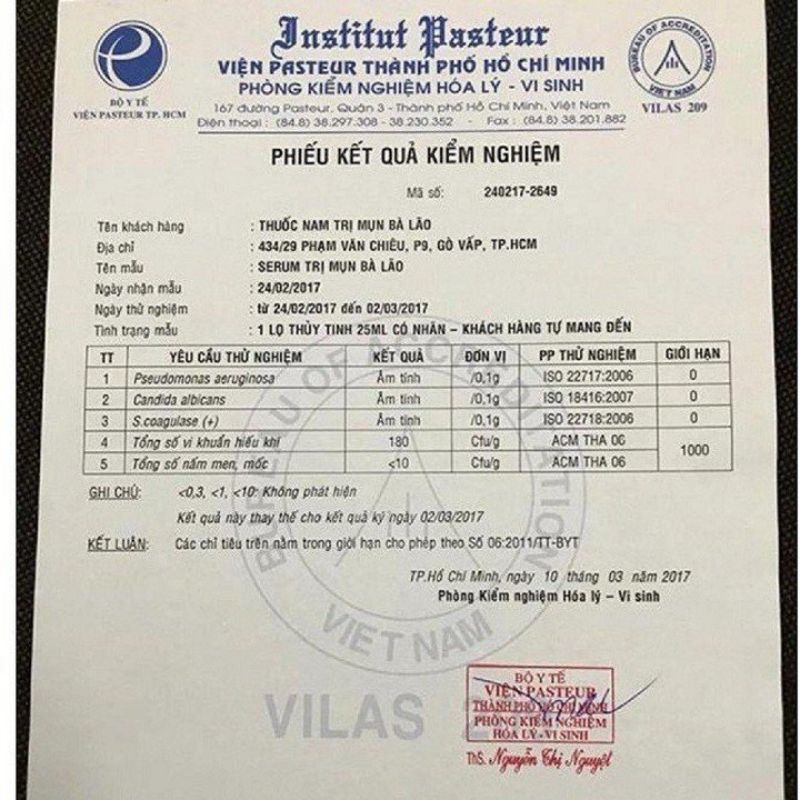 Institut Pasteur
VIỆN PASTEUR THÀNH PHỐ HỒ CHÍ MINH
PHÒNG KIỂM NGHIỆM HÓA LÝ - VI SINH
167 đường Pasteur, Quận 3 - Thành phố Hồ Chí Minh, Việt Nam
Điện thoại : (84.8) 38.297.308 - 38.230.352 - Fax : (84.8) 38.201.882
BỘ Y TẾ
VIỆN PASTEUR TP. HCM
BUREAU OF ACCREDITATION
VIET NAM
VILAS 209
PHIẾU KẾT QUẢ KIỂM NGHIỆM
Mã số: 240217-2649
Tên khách hàng : THUỐC NAM TRỊ MỤN BÀ LÃO
Địa chỉ : 434/29 PHẠM VĂN CHIÊU, P9, GÒ VẤP, TP.HCM
Tên mẫu : SERUM TRỊ MỤN BÀ LÃO
Ngày nhận mẫu : 24/02/2017
Ngày thử nghiệm : từ 24/02/2017 đến 02/03/2017
Tình trạng mẫu : 1 LỌ THỦY TINH 25ML CÓ NHÃN – KHÁCH HÀNG TỰ MANG ĐẾN
TT YÊU CẦU THỬ NGHIỆM KẾT QUẢ ĐƠN VỊ PP THỬ NGHIỆM GIỚI HẠN
1 Pseudomonas aeruginosa Âm tính /0,1g ISO 22717:2006 0
2 Candida albicans Âm tính /0,1g ISO 18416:2007 0
3 S.coagulase (+) Âm tính /0,1g ISO 22718:2006 0
4 Tổng số vi khuẩn hiếu khí 180 Cfu/g ACM THA 06 1000
5 Tổng số nấm men, mốc <10 Cfu/g ACM THA 06
GHI CHÚ: <0,3, <1, <10: Không phát hiện
Kết quả này thay thế cho kết quả ký ngày 02/03/2017
KẾT LUẬN: Các chỉ tiêu trên nằm trong giới hạn cho phép theo Số 06:2011/TT-BYT
TP.Hồ Chí Minh, ngày 10 tháng 03 năm 2017
Phòng Kiểm nghiệm Hóa lý – Vi sinh
BUREAU OF ACCREDITATION
VIET NAM
VILAS
BỘ Y TẾ
VIỆN PASTEUR
THÀNH PHỐ HỒ CHÍ MINH
PHÒNG KIỂM NGHIỆM
HÓA LÝ - VI SINH
ThS. Nguyễn Thị Nguyệt